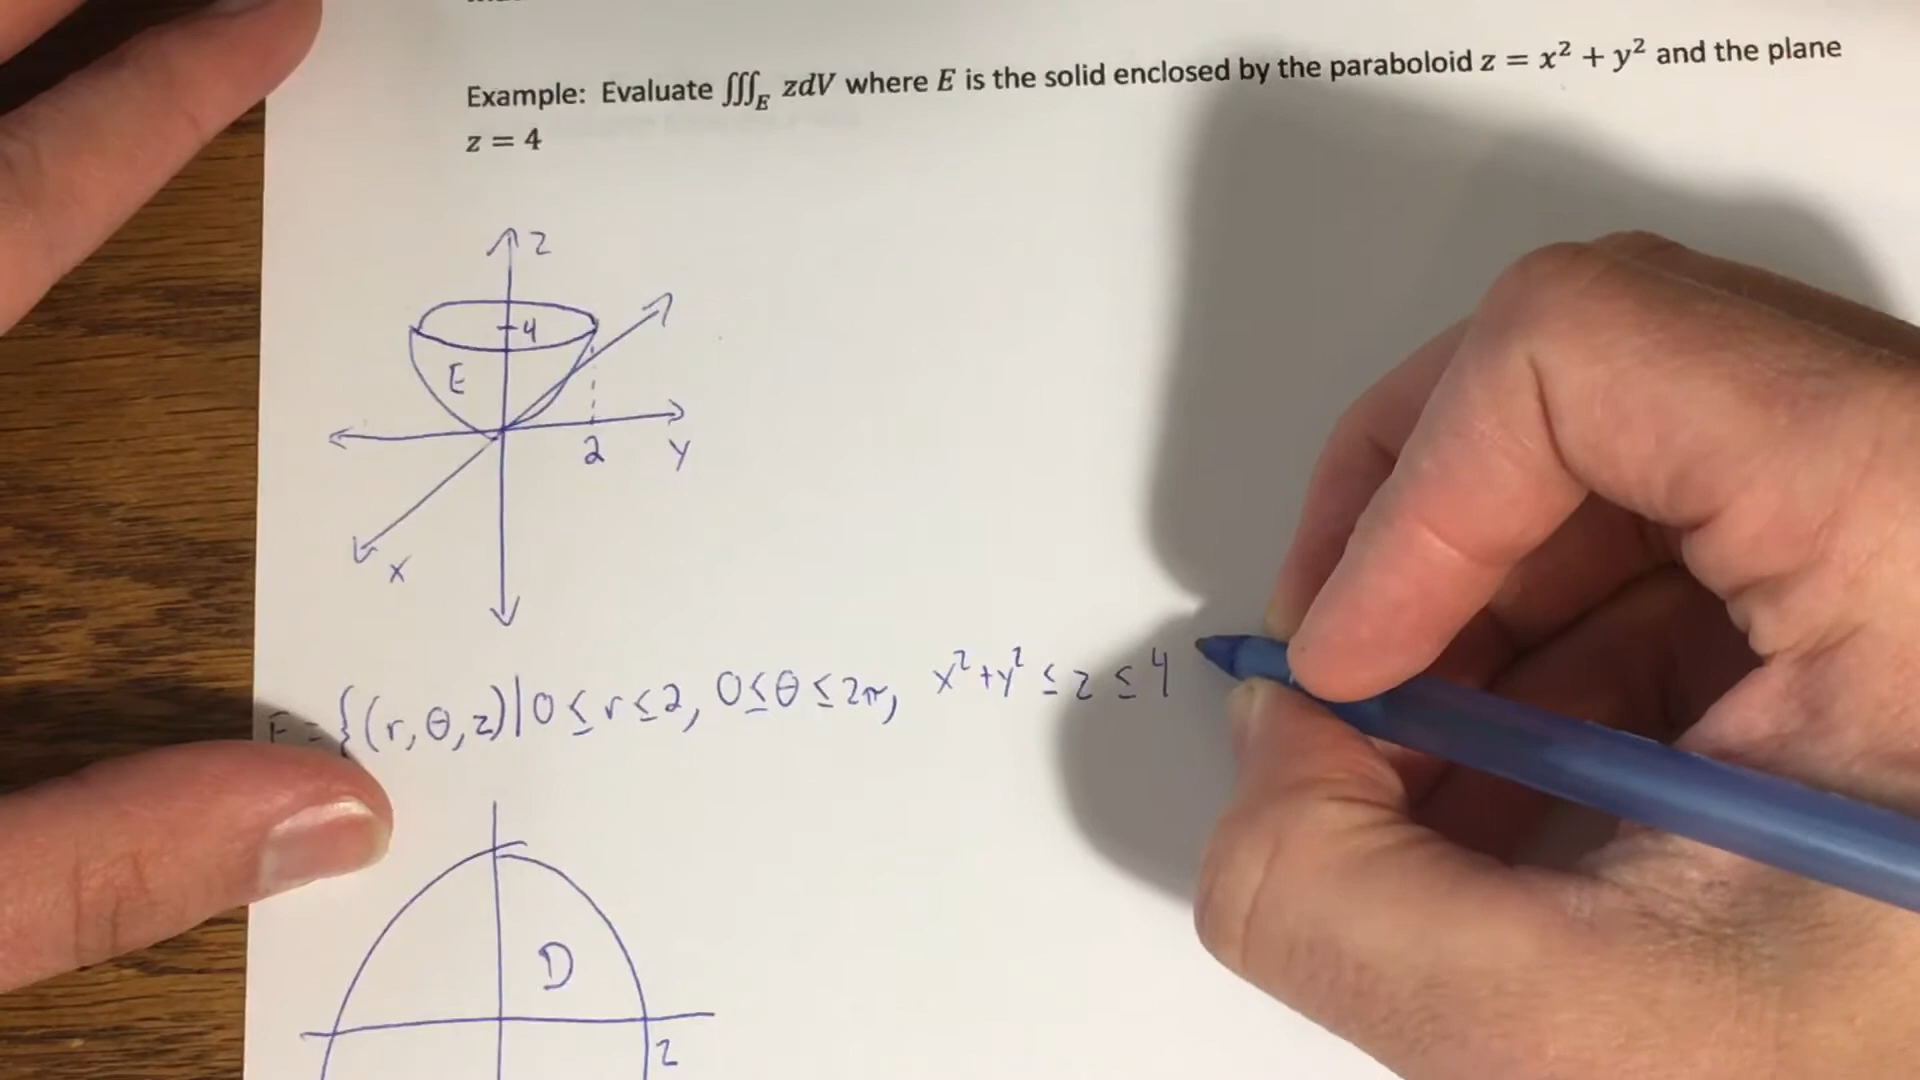 Example: Evaluate ∭_E zdV where E is the solid enclosed by the paraboloid z = x² + y² and the plane
z = 4
z
4
E
2
y
x
E = {(r, θ, z) | 0 ≤ r ≤ 2, 0 ≤ θ ≤ 2π, x² + y² ≤ z ≤ 4
D
2